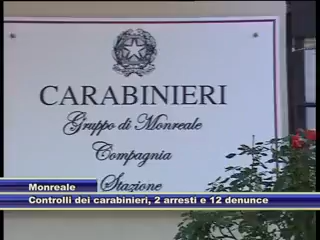 CARABINIERI
Gruppo di Monreale
Compagnia
Stazione
Monreale
Controlli dei carabinieri, 2 arresti e 12 denunce